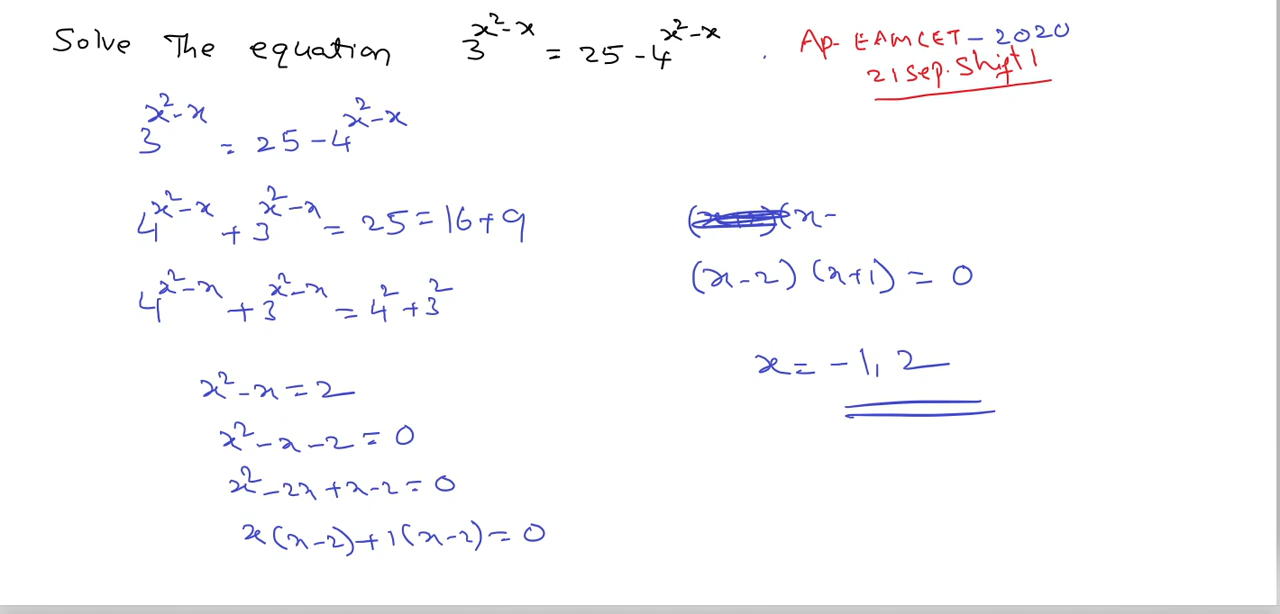 Solve The equation 3^{x²-x} = 25 - 4^{x²-x} . Ap- EAMCET - 2020
21 Sep. Shift 1
3^{x²-x} = 25 - 4^{x²-x}
4^{x²-x} + 3^{x²-x} = 25 = 16 + 9
4^{x²-x} + 3^{x²-x} = 4² + 3²
x² - x = 2
x² - x - 2 = 0
x² - 2x + x - 2 = 0
x(x-2) + 1(x-2) = 0
(x-
(x-2) (x+1) = 0
x = -1, 2